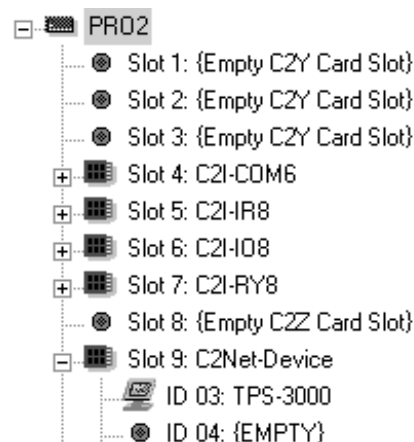 PRO2
Slot 1: {Empty C2Y Card Slot}
Slot 2: {Empty C2Y Card Slot}
Slot 3: {Empty C2Y Card Slot}
Slot 4: C2I-COM6
Slot 5: C2I-IR8
Slot 6: C2I-IO8
Slot 7: C2I-RY8
Slot 8: {Empty C2Z Card Slot}
Slot 9: C2Net-Device
ID 03: TPS-3000
ID 04: {EMPTY}